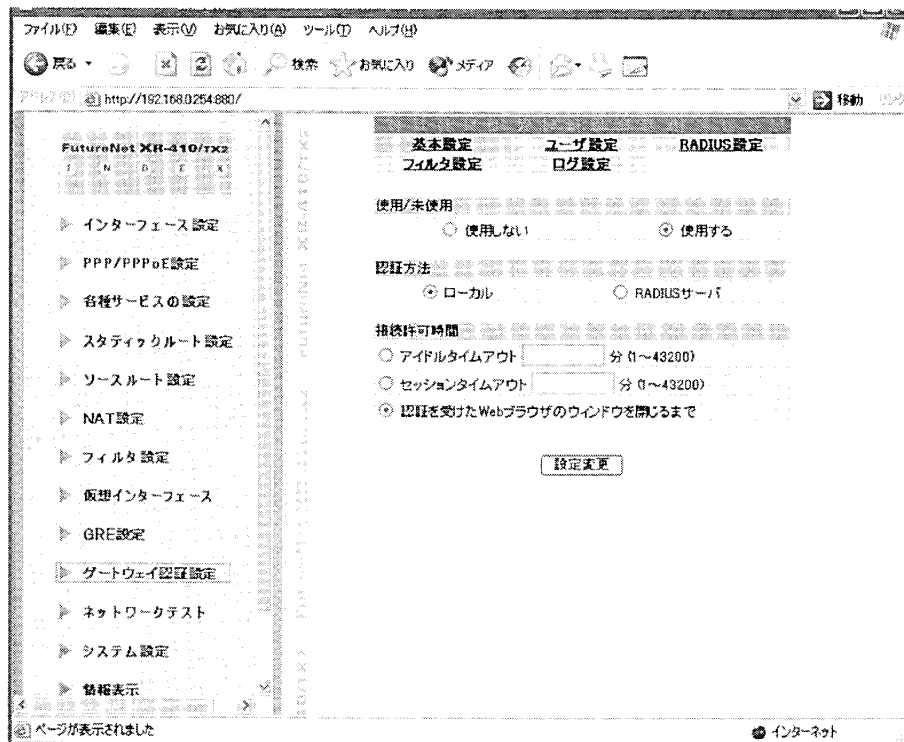 ファイル(F) 編集(E) 表示(V) お気に入り(A) ツール(T) ヘルプ(H)
戻る 検索 お気に入り メディア
http://192.168.0.254:880/ 移動
FutureNet XR-410/TX2
INDEX
インターフェース設定
PPP/PPPoE設定
各種サービスの設定
スタティックルート設定
ソースルート設定
NAT設定
フィルタ設定
仮想インターフェース
GRE設定
ゲートウェイ認証設定
ネットワークテスト
システム設定
情報表示
基本設定 ユーザ設定 RADIUS設定
フィルタ設定 ログ設定
使用/未使用
使用しない 使用する
認証方法
ローカル RADIUSサーバ
接続許可時間
アイドルタイムアウト 分 (1~43200)
セッションタイムアウト 分 (1~43200)
認証を受けたWebブラウザのウィンドウを閉じるまで
設定変更
ページが表示されました インターネット